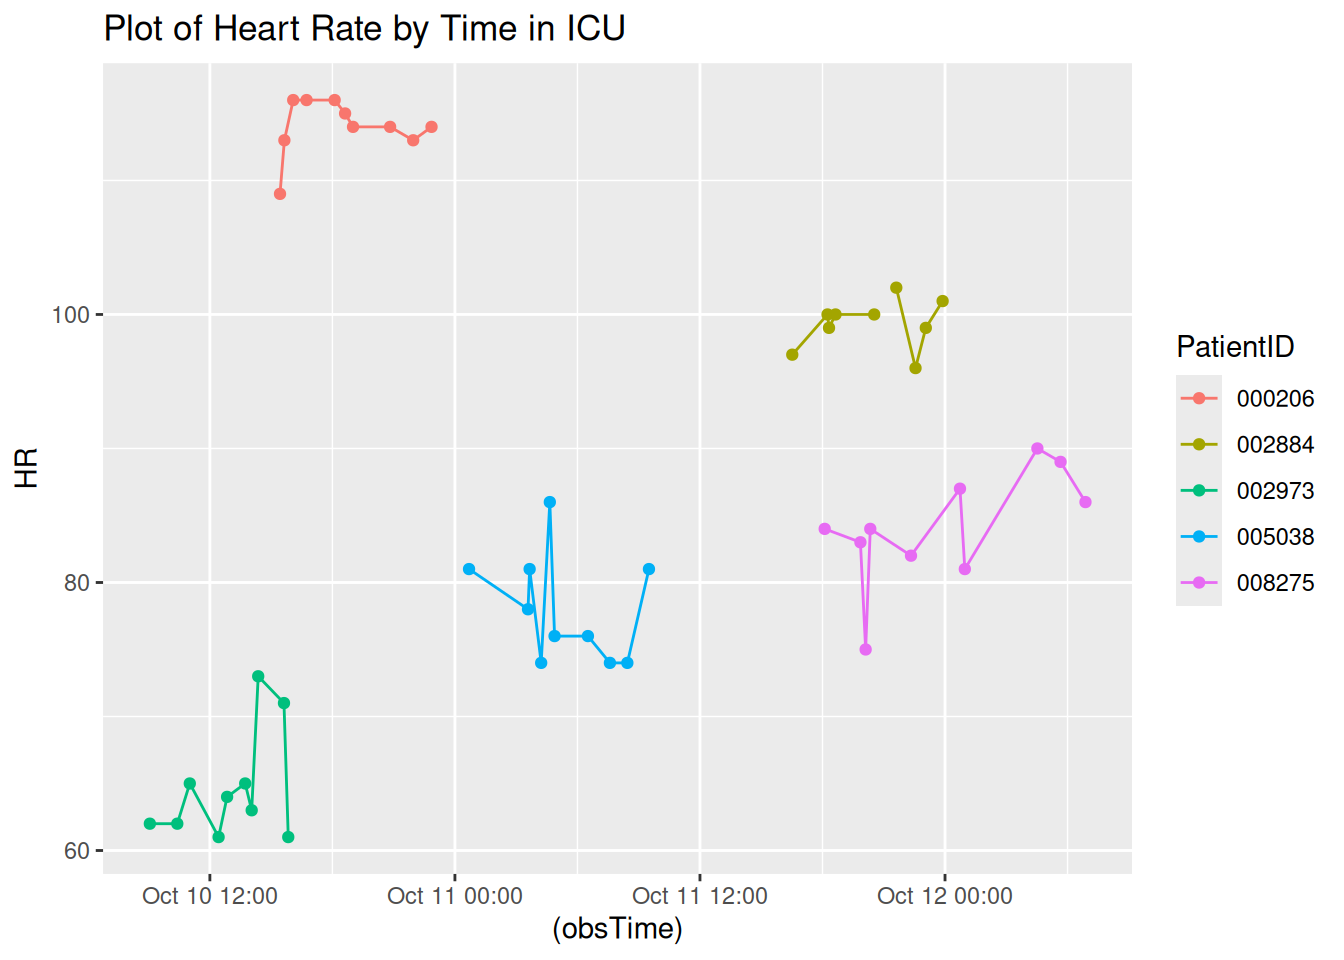 Plot of Heart Rate by Time in ICU
HR
100
80
60
Oct 10 12:00
Oct 11 00:00
Oct 11 12:00
Oct 12 00:00
(obsTime)
PatientID
000206
002884
002973
005038
008275